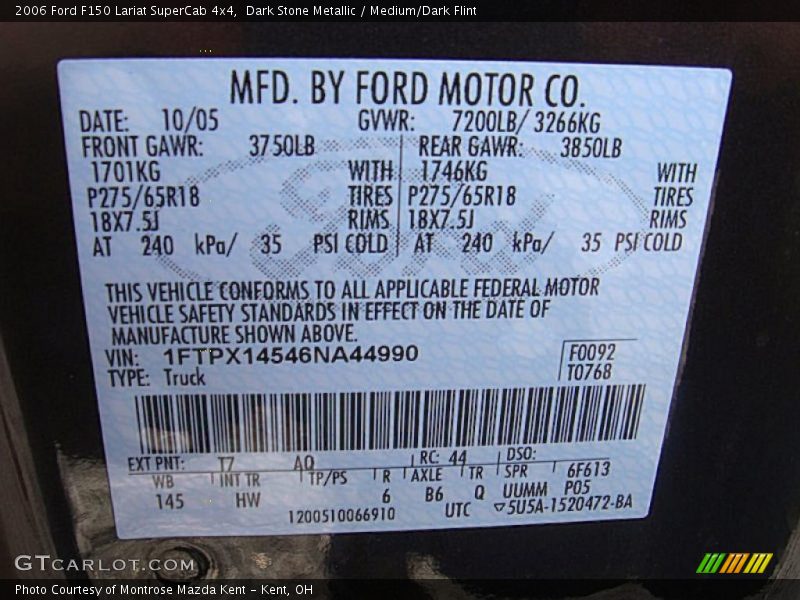 2006 Ford F150 Lariat SuperCab 4x4, Dark Stone Metallic / Medium/Dark Flint
MFD. BY FORD MOTOR CO.
DATE: 10/05 GVWR: 7200LB/ 3266KG
FRONT GAWR: 3750LB REAR GAWR: 3850LB
1701KG WITH 1746KG WITH
P275/65R18 TIRES P275/65R18 TIRES
18X7.5J RIMS 18X7.5J RIMS
AT 240 kPa/ 35 PSI COLD AT 240 kPa/ 35 PSI COLD
THIS VEHICLE CONFORMS TO ALL APPLICABLE FEDERAL MOTOR
VEHICLE SAFETY STANDARDS IN EFFECT ON THE DATE OF
MANUFACTURE SHOWN ABOVE.
VIN: 1FTPX14546NA44990 F0092
TYPE: Truck T0768
EXT PNT: T7 AQ RC: 44 DSO:
WB INT TR TP/PS R AXLE TR SPR 6F613
145 HW 6 B6 Q UUMM P05
1200510066910 UTC ▽5U5A-1520472-BA
GTCARLOT.COM
Photo Courtesy of Montrose Mazda Kent - Kent, OH